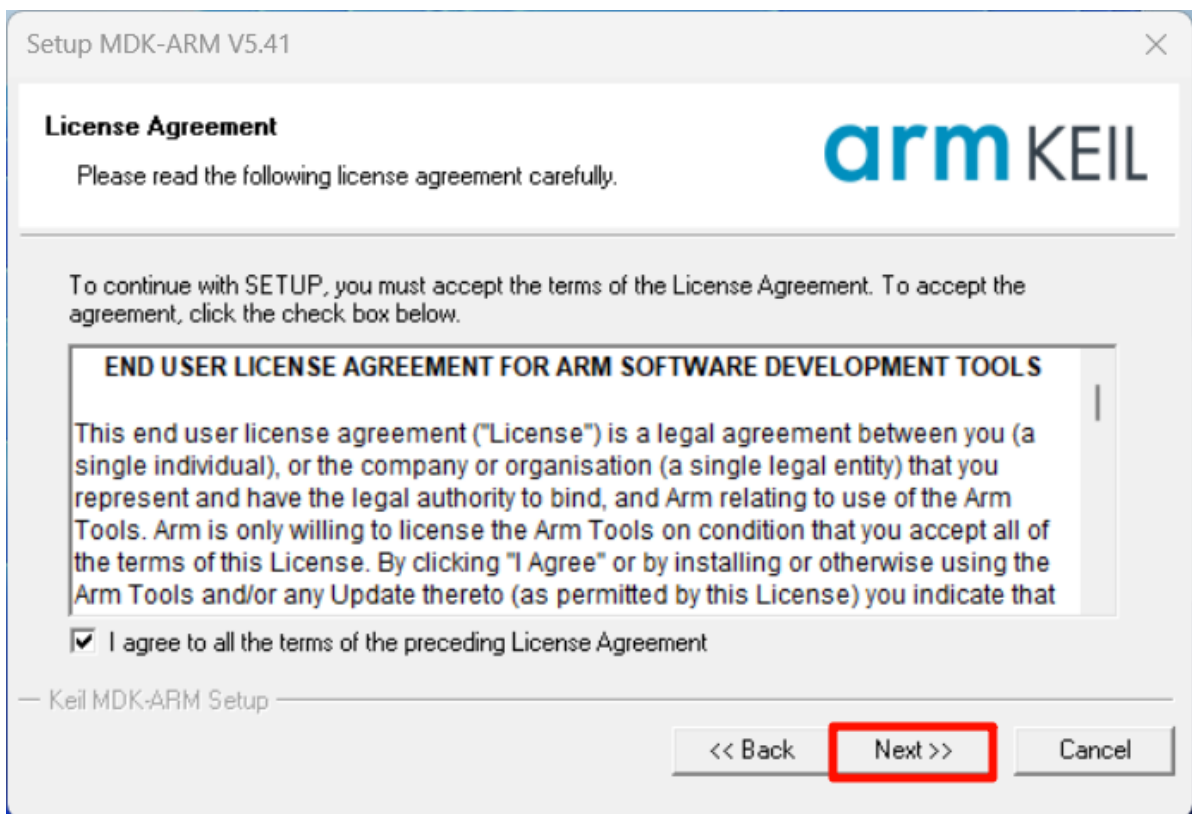 Setup MDK-ARM V5.41
License Agreement
arm KEIL
Please read the following license agreement carefully.
To continue with SETUP, you must accept the terms of the License Agreement. To accept the
agreement, click the check box below.
END USER LICENSE AGREEMENT FOR ARM SOFTWARE DEVELOPMENT TOOLS
This end user license agreement ("License") is a legal agreement between you (a
single individual), or the company or organisation (a single legal entity) that you
represent and have the legal authority to bind, and Arm relating to use of the Arm
Tools. Arm is only willing to license the Arm Tools on condition that you accept all of
the terms of this License. By clicking "I Agree" or by installing or otherwise using the
Arm Tools and/or any Update thereto (as permitted by this License) you indicate that
I agree to all the terms of the preceding License Agreement
Keil MDK-ARM Setup
<< Back Next >> Cancel